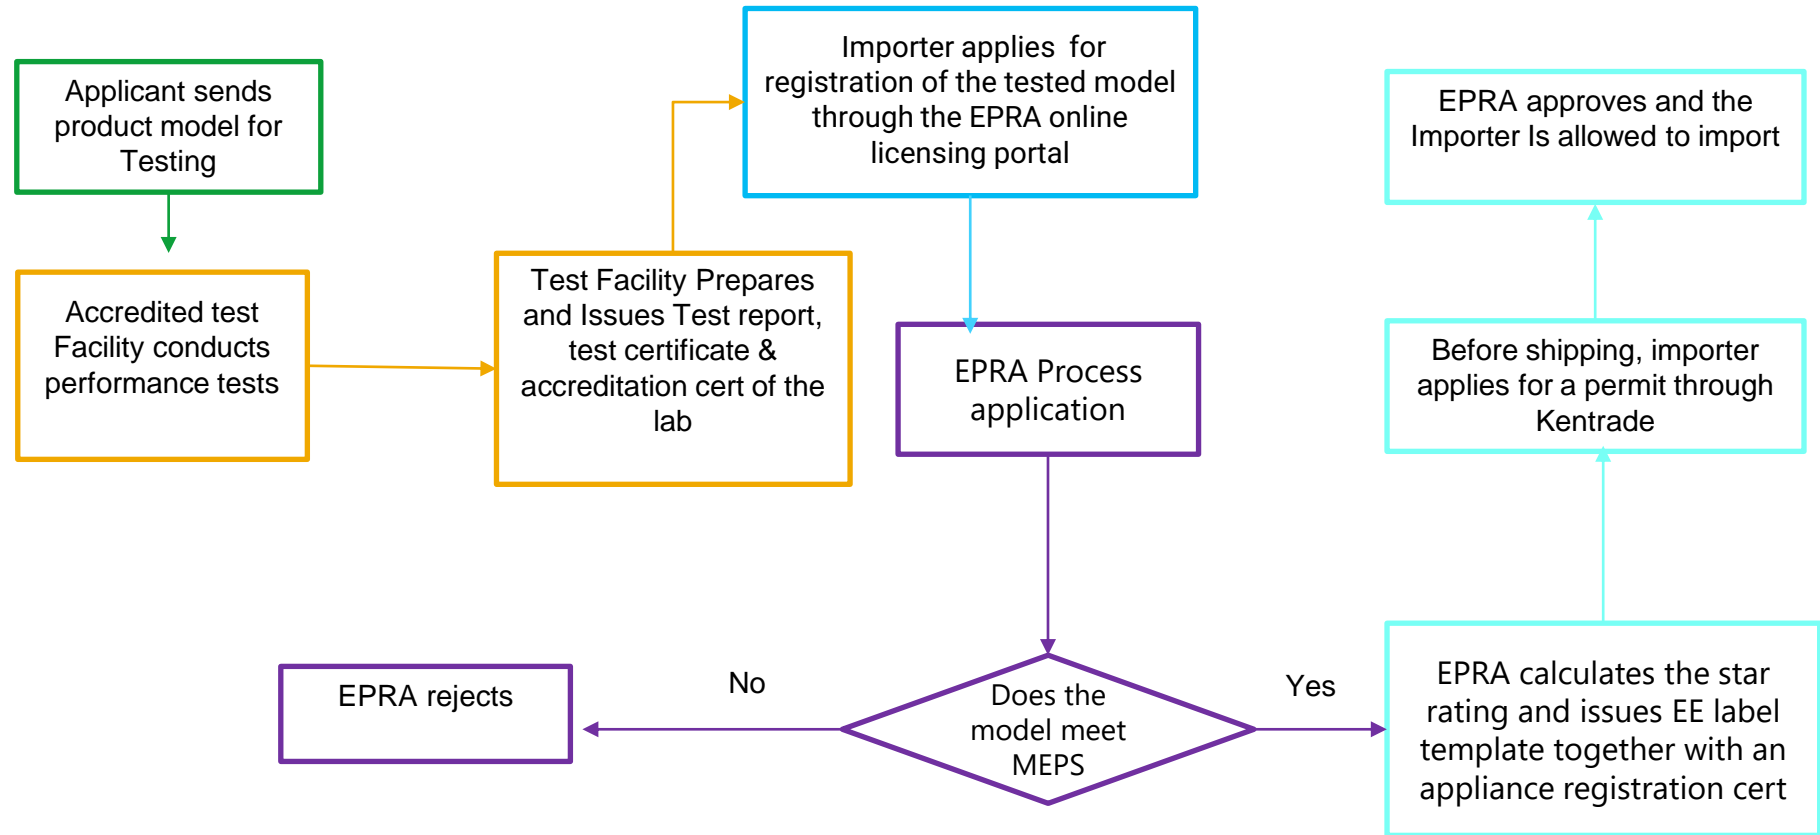 Applicant sends
product model for
Testing
Accredited test
Facility conducts
performance tests
Test Facility Prepares
and Issues Test report,
test certificate &
accreditation cert of the
lab
Importer applies  for
registration of the tested model
through the EPRA online
licensing portal
EPRA Process
application
Does the
model meet
MEPS
No
EPRA rejects
Yes
EPRA calculates the star
rating and issues EE label
template together with an
appliance registration cert
Before shipping, importer
applies for a permit through
Kentrade
EPRA approves and the
Importer Is allowed to import